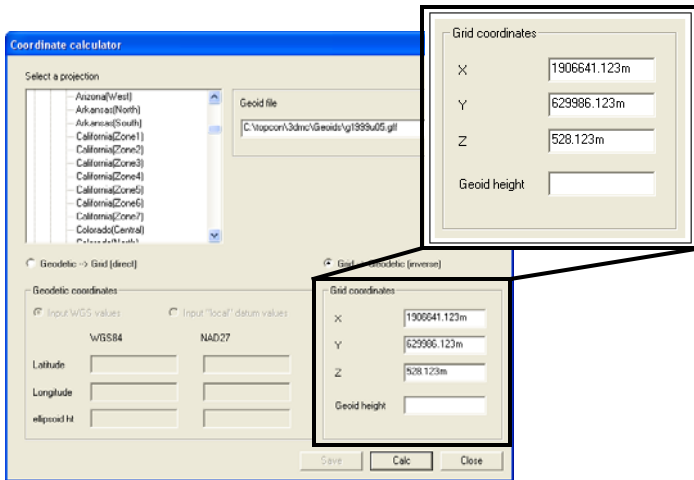 Coordinate calculator
Select a projection
Arizona(West)
Arkansas(North)
Arkansas(South)
California(Zone1)
California(Zone2)
California(Zone3)
California(Zone4)
California(Zone5)
California(Zone6)
California(Zone7)
Colorado(Central)
Colorado(North)
Geoid file
C:\topcon\3dmc\Geoids\g1999u05.gff
Geodetic -> Grid (direct)
Grid -> Geodetic (inverse)
Geodetic coordinates
Input WGS values
Input "local" datum values
WGS84
NAD27
Latitude
Longitude
ellipsoid ht
Grid coordinates
X
1906641.123m
Y
629986.123m
Z
528.123m
Geoid height
Save
Calc
Close
Grid coordinates
X
1906641.123m
Y
629986.123m
Z
528.123m
Geoid height